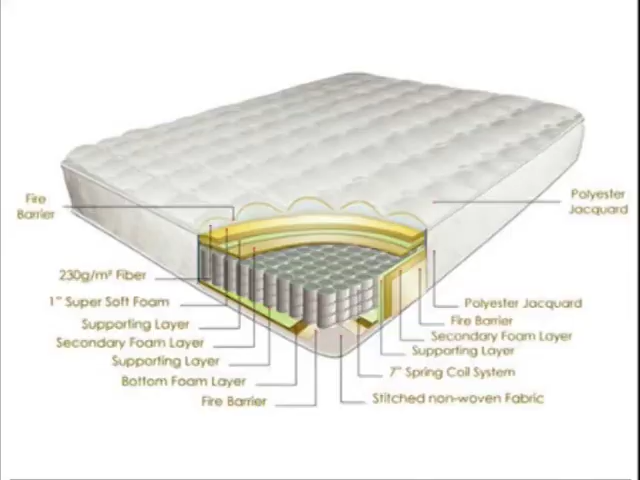 Fire
Barrier
230g/m² Fiber
1" Super Soft Foam
Supporting Layer
Secondary Foam Layer
Supporting Layer
Bottom Foam Layer
Fire Barrier
Polyester
Jacquard
Polyester Jacquard
Fire Barrier
Secondary Foam Layer
Supporting Layer
7" Spring Coil System
Stitched non-woven Fabric